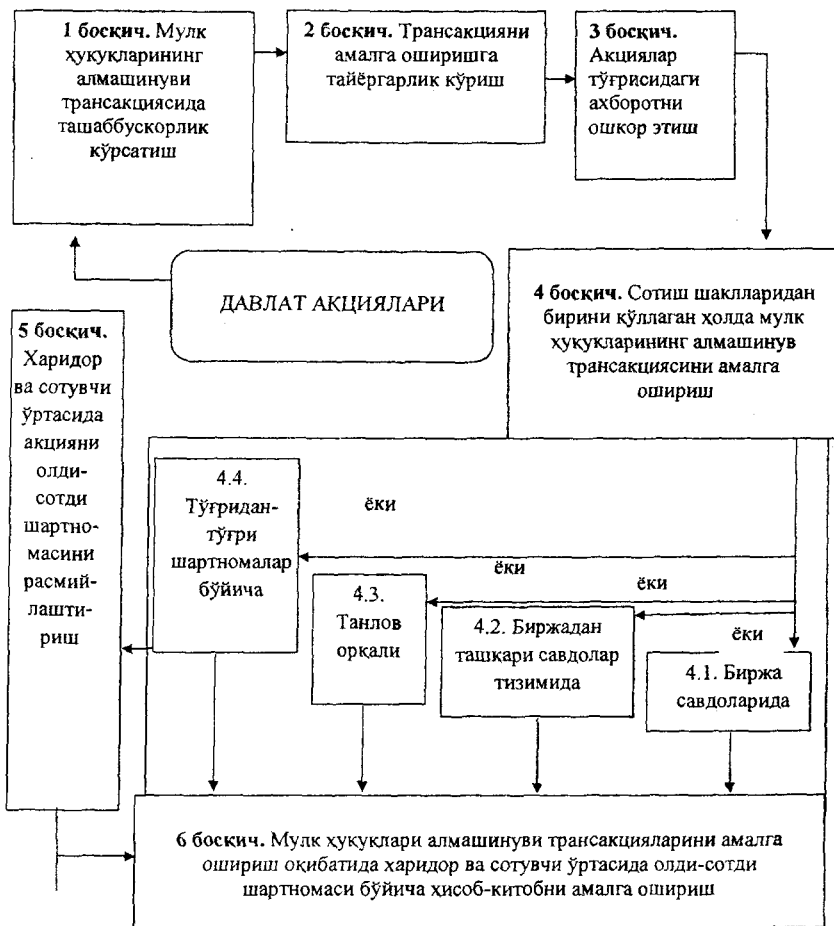 1 босқич. Мулк
ҳуқуқларининг
алмашинуви
трансакциясида
ташаббускорлик
кўрсатиш
2 босқич. Трансакцияни
амалга оширишга
тайёргарлик кўриш
3 босқич.
Акциялар
тўғрисидаги
ахборотни
ошкор этиш
ДАВЛАТ АКЦИЯЛАРИ
4 босқич. Сотиш шаклларидан
бирини қўллаган ҳолда мулк
ҳуқуқларининг алмашинув
трансакциясини амалга
ошириш
5 босқич.
Харидор
ва сотувчи
ўртасида
акцияни
олди-
сотди
шартно-
масини
расмий-
лашти-
риш
4.4.
Тўғридан-
тўғри
шартномалар
бўйича
ёки
ёки
4.3.
Танлов
орқали
ёки
4.2. Биржадан
ташкари савдолар
тизимида
ёки
4.1. Биржа
савдоларида
6 босқич. Мулк ҳуқуқлари алмашинуви трансакцияларини амалга
ошириш оқибатида харидор ва сотувчи ўртасида олди-сотди
шартномаси бўйича ҳисоб-китобни амалга ошириш